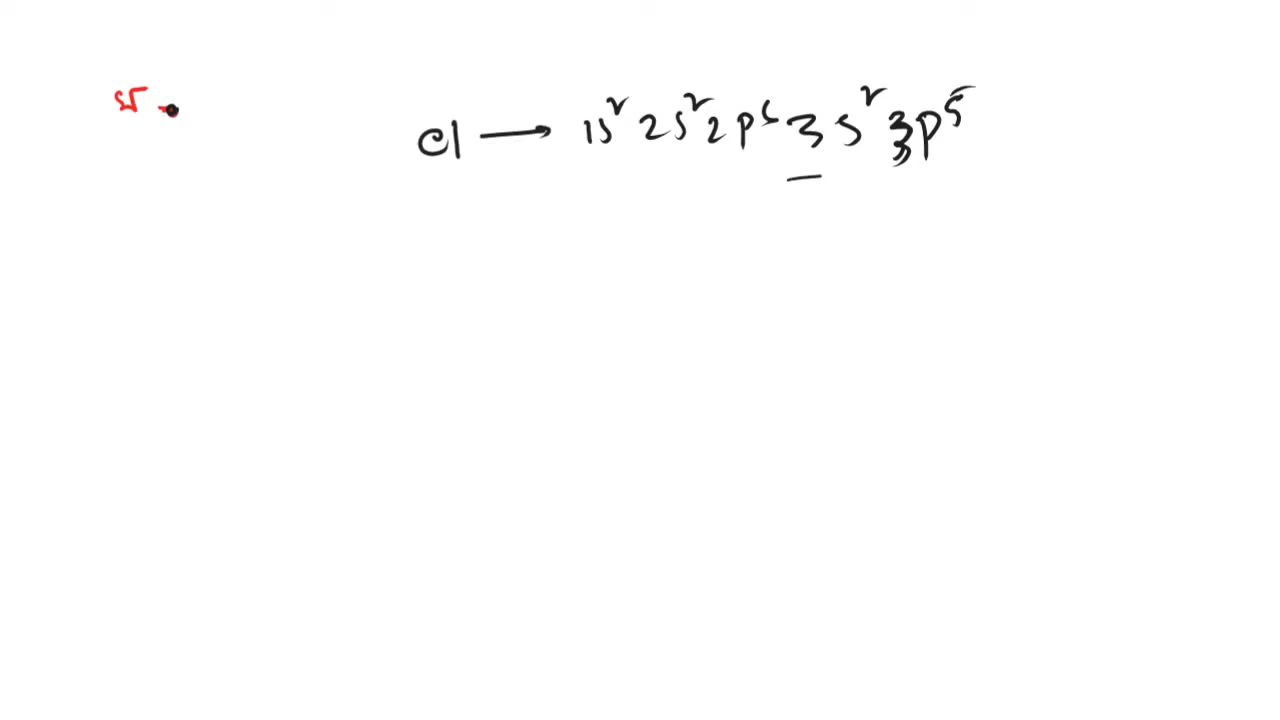 Cl → 1s² 2s² 2p⁶ 3s² 3p⁵